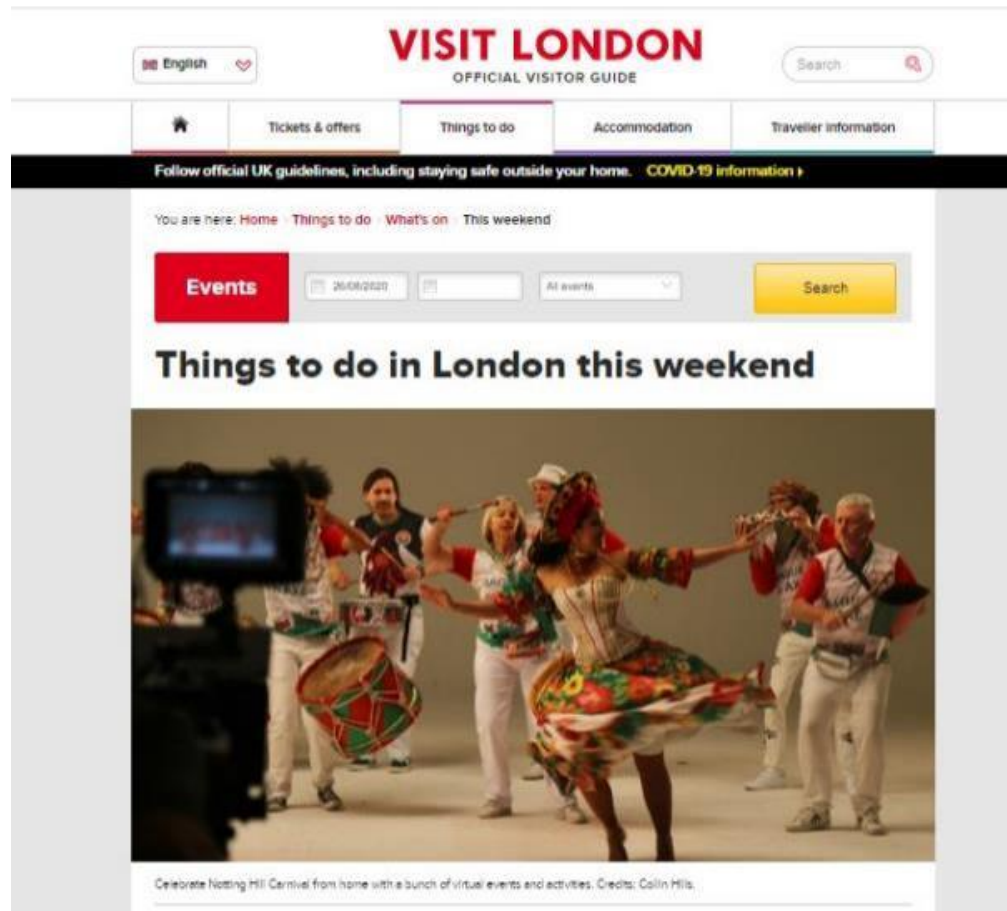 English
VISIT LONDON
OFFICIAL VISITOR GUIDE
Search
Tickets & offers
Things to do
Accommodation
Traveller information
Follow official UK guidelines, including staying safe outside your home. COVID-19 information
You are here: Home Things to do What's on This weekend
Events
26/08/2020
All events
Search
Things to do in London this weekend
Celebrate Notting Hill Carnival from home with a bunch of virtual events and activities. Credits: Colin Hills.